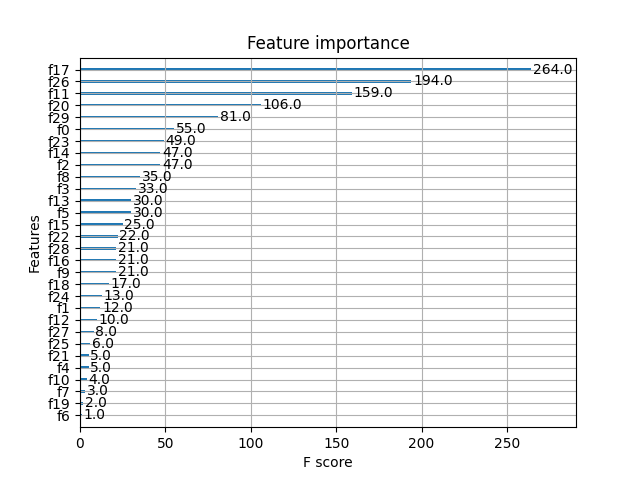 Feature importance
f17 264.0
f26 194.0
f11 159.0
f20 106.0
f29 81.0
f0 55.0
f23 49.0
f14 47.0
f2 47.0
f8 35.0
f3 33.0
f13 30.0
f5 30.0
f15 25.0
f22 22.0
f28 21.0
f16 21.0
f9 21.0
f18 17.0
f24 13.0
f1 12.0
f12 10.0
f27 8.0
f25 6.0
f21 5.0
f4 5.0
f10 4.0
f7 3.0
f19 2.0
f6 1.0
Features
0 50 100 150 200 250
F score